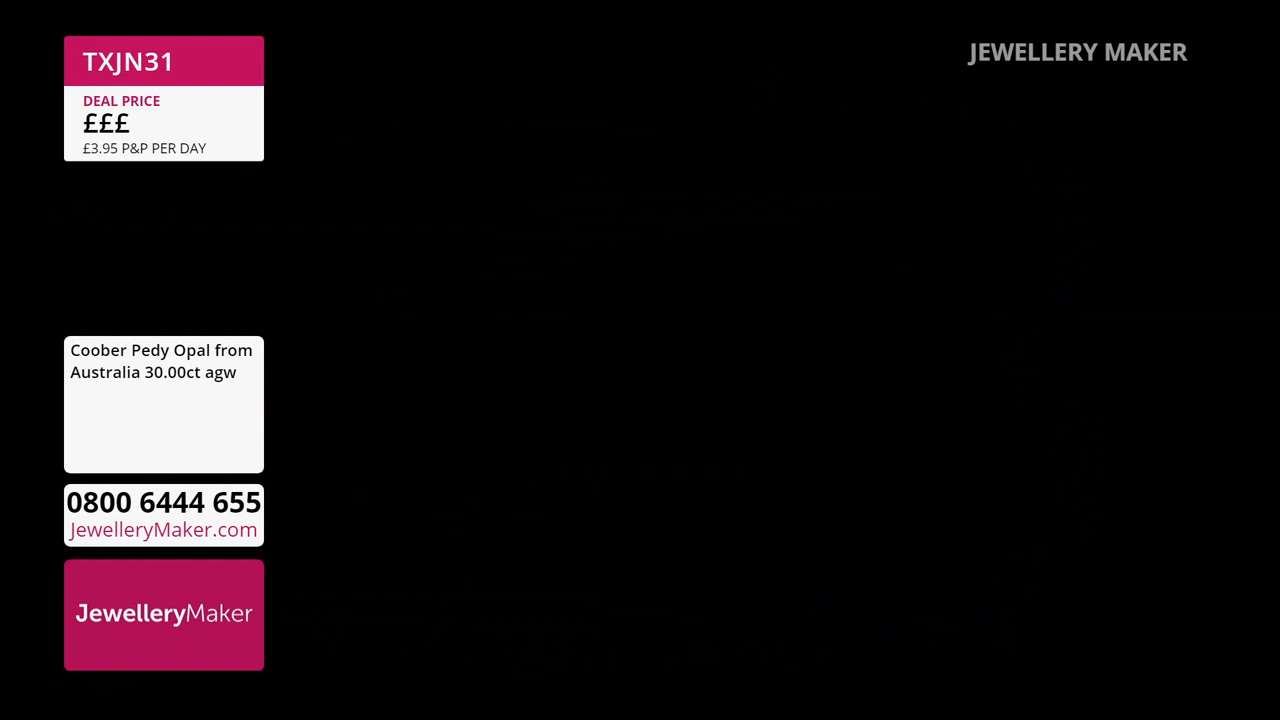 TXJN31
DEAL PRICE
£££
£3.95 P&P PER DAY
JEWELLERY MAKER
Coober Pedy Opal from
Australia 30.00ct agw
0800 6444 655
JewelleryMaker.com
JewelleryMaker